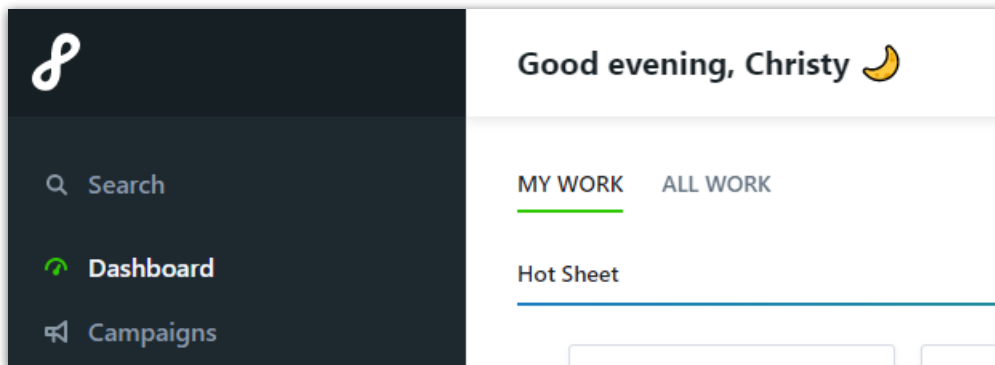 Good evening, Christy 🌙
Search
Dashboard
Campaigns
MY WORK
ALL WORK
Hot Sheet